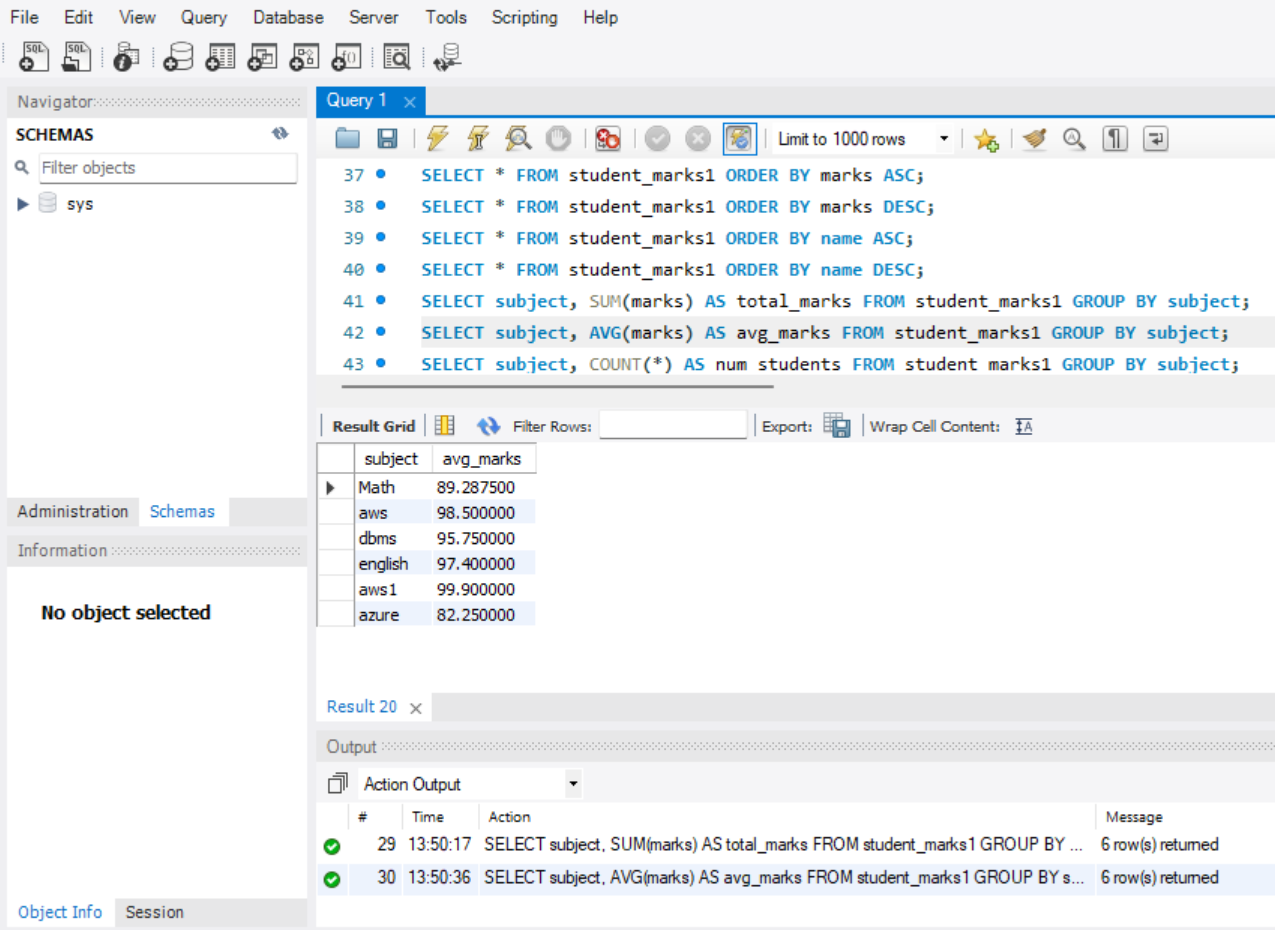 File Edit View Query Database Server Tools Scripting Help
Navigator
SCHEMAS
Filter objects
sys
Administration Schemas
Information
No object selected
Object Info Session
Query 1
Limit to 1000 rows
37 SELECT * FROM student_marks1 ORDER BY marks ASC;
38 SELECT * FROM student_marks1 ORDER BY marks DESC;
39 SELECT * FROM student_marks1 ORDER BY name ASC;
40 SELECT * FROM student_marks1 ORDER BY name DESC;
41 SELECT subject, SUM(marks) AS total_marks FROM student_marks1 GROUP BY subject;
42 SELECT subject, AVG(marks) AS avg_marks FROM student_marks1 GROUP BY subject;
43 SELECT subject, COUNT(*) AS num_students FROM student_marks1 GROUP BY subject;
Result Grid Filter Rows: Export: Wrap Cell Content: IA
subject avg_marks
Math 89.287500
aws 98.500000
dbms 95.750000
english 97.400000
aws1 99.900000
azure 82.250000
Result 20
Output
Action Output
# Time Action Message
29 13:50:17 SELECT subject, SUM(marks) AS total_marks FROM student_marks1 GROUP BY ... 6 row(s) returned
30 13:50:36 SELECT subject, AVG(marks) AS avg_marks FROM student_marks1 GROUP BY s... 6 row(s) returned